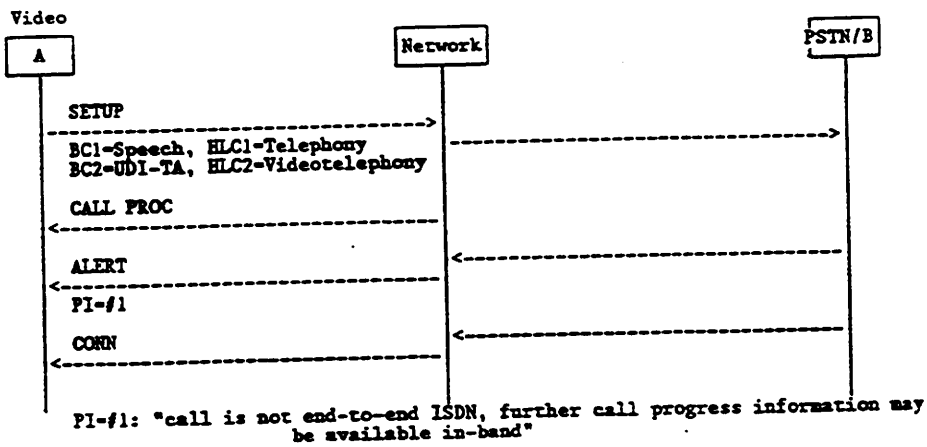 Video
A
Network
PSTN/B
SETUP
BC1=Speech, HLC1=Telephony
BC2=UDI-TA, HLC2=Videotelephony
CALL PROC
ALERT
PI=#1
CONN
PI=#1: "call is not end-to-end ISDN, further call progress information may
be available in-band"